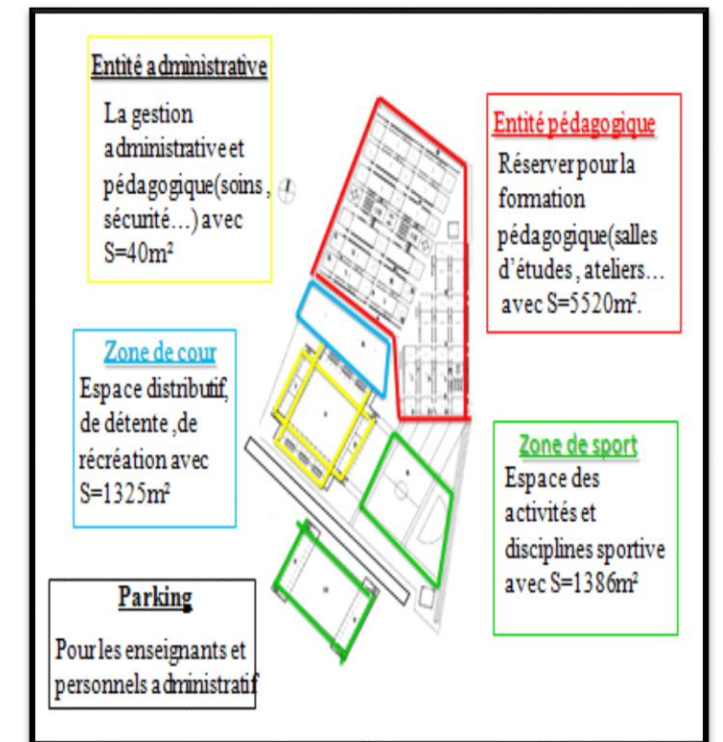 Entité administrative
La gestion
administrative et
pédagogique(soins ,
sécurité…) avec
S=40m²
Entité pédagogique
Réserver pour la
formation
pédagogique(salles
d'études , ateliers…
avec S=5520m².
Zone de cour
Espace distributif,
de détente ,de
récréation avec
S=1325m²
Zone de sport
Espace des
activités et
disciplines sportive
avec S=1386m²
Parking
Pour les enseignants et
personnels administratif